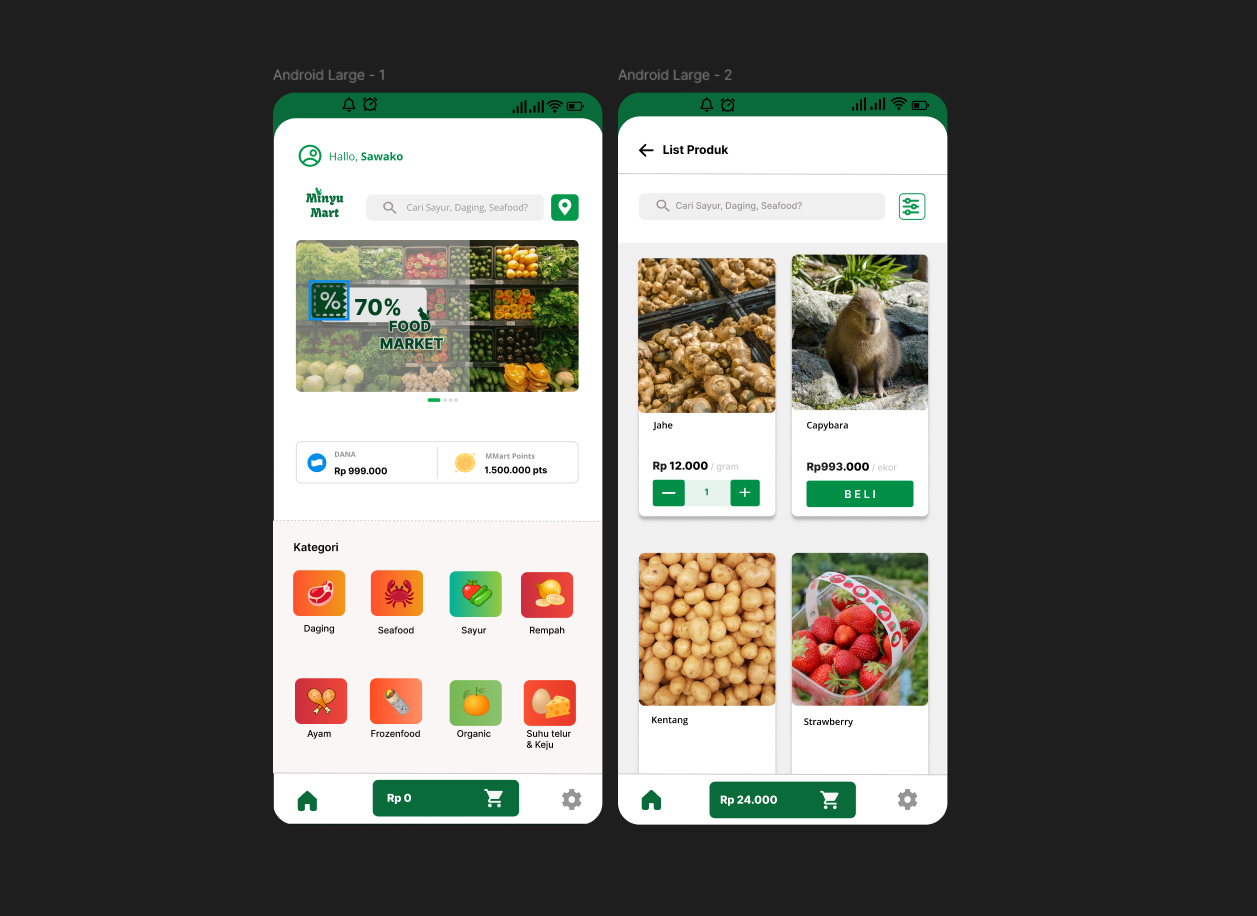 Android Large - 1
Hallo, Sawako
Minyu
Mart
Cari Sayur, Daging, Seafood?
%
70%
FOOD
MARKET
DANA
Rp 999.000
MMart Points
1.500.000 pts
Kategori
Daging
Seafood
Sayur
Rempah
Ayam
Frozenfood
Organic
Suhu telur
& Keju
Rp 0
Android Large - 2
List Produk
Cari Sayur, Daging, Seafood?
Jahe
Rp 12.000 / gram
1
Capybara
Rp993.000 / ekor
BELI
Kentang
Strawberry
Rp 24.000